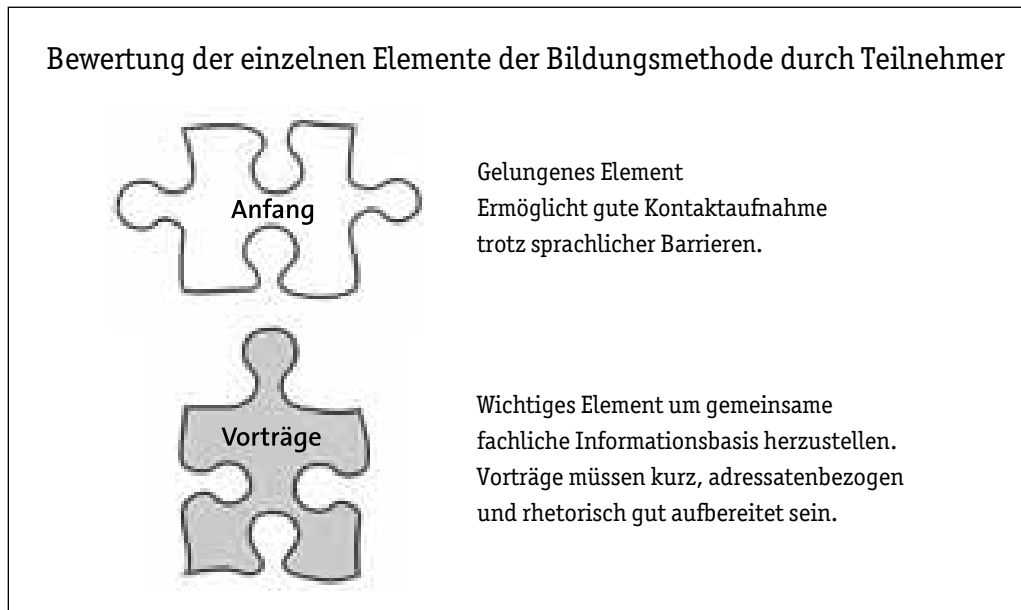 Bewertung der einzelnen Elemente der Bildungsmethode durch Teilnehmer
Anfang
Gelungenes Element
Ermöglicht gute Kontaktaufnahme
trotz sprachlicher Barrieren.
Vorträge
Wichtiges Element um gemeinsame
fachliche Informationsbasis herzustellen.
Vorträge müssen kurz, adressatenbezogen
und rhetorisch gut aufbereitet sein.